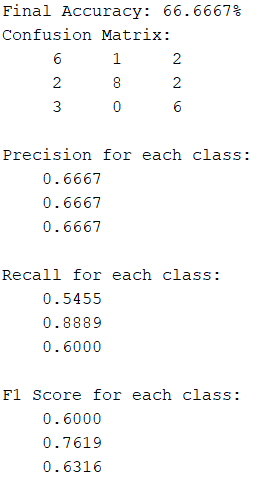 Final Accuracy: 66.6667%
Confusion Matrix:
6 1 2
2 8 2
3 0 6
Precision for each class:
0.6667
0.6667
0.6667
Recall for each class:
0.5455
0.8889
0.6000
F1 Score for each class:
0.6000
0.7619
0.6316